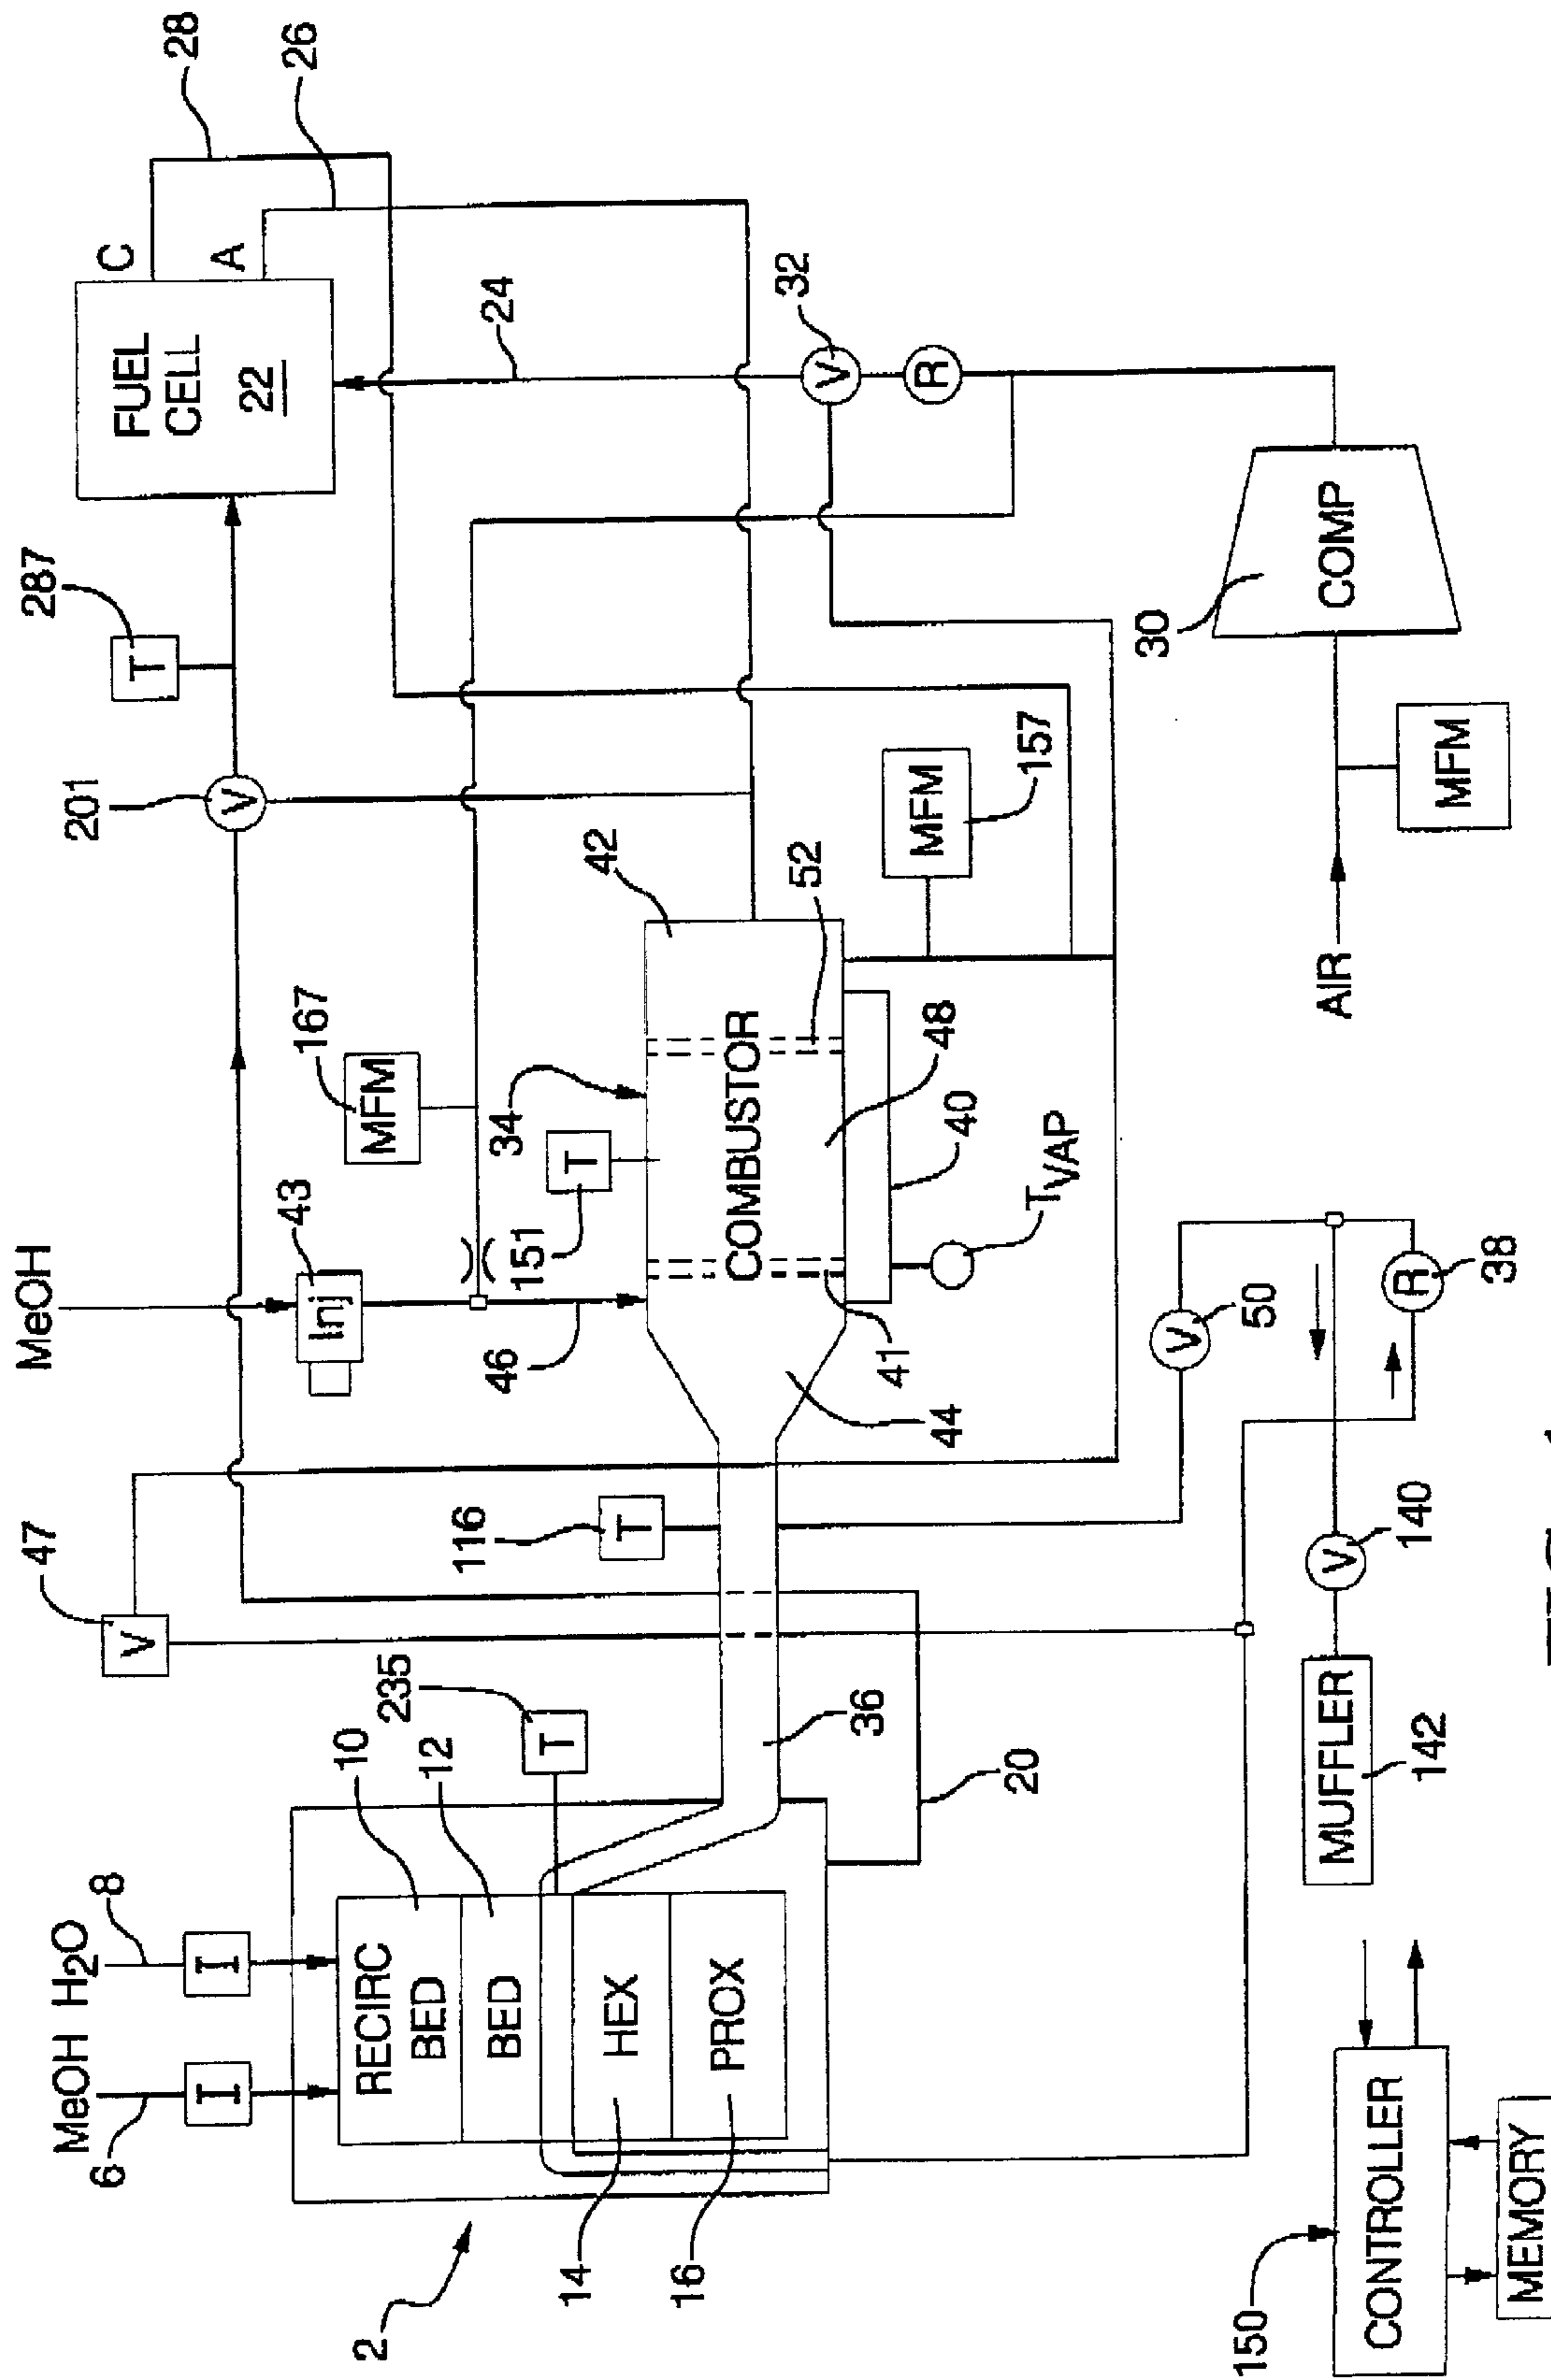 MeOH
H2O
6
8
I
I
2
RECIRC
BED
10
BED
12
HEX
14
PROX
16
T
235
V
47
20
36
T
116
MeOH
Inj
43
46
MFM
167
T
151
34
COMBUSTOR
42
52
48
40
41
44
TVAP
MFM
157
V
201
T
287
FUEL
CELL
22
C
A
28
26
24
V
32
R
COMP
30
AIR
MFM
V
50
R
38
V
140
MUFFLER
142
CONTROLLER
150
MEMORY